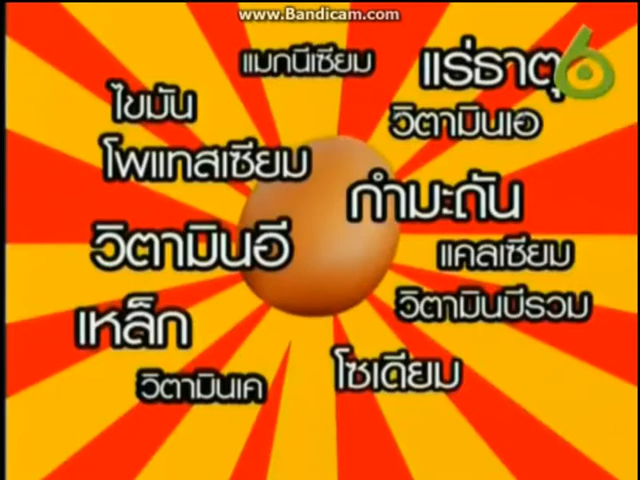 www.Bandicam.com
แมกนีเซียม
แร่ธาตุ
ไขมัน
วิตามินเอ
โพแทสเซียม
กำมะถัน
วิตามินอี
แคลเซียม
เหล็ก
วิตามินบีรวม
โซเดียม
วิตามินเค